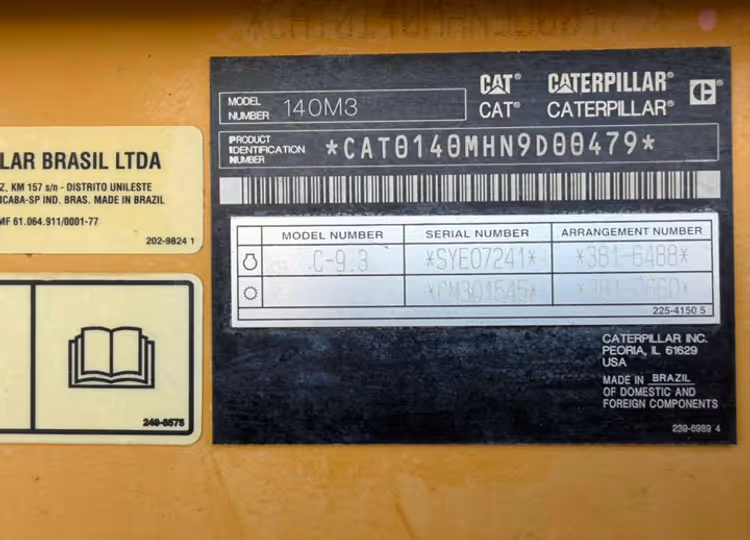 LAR BRASIL LTDA
Z, KM 157 s/n - DISTRITO UNILESTE
ICABA-SP IND. BRAS. MADE IN BRAZIL
MF 61.064.911/0001-77
202-9824 1
249-8575
CAT® CATERPILLAR®
CAT® CATERPILLAR®
MODEL NUMBER 140M3
PRODUCT IDENTIFICATION NUMBER *CAT0140MHN9D00479*
MODEL NUMBER SERIAL NUMBER ARRANGEMENT NUMBER
C-9.3 *SYE07241* *381-6488*
*CM301545*
225-4150 5
CATERPILLAR INC.
PEORIA, IL 61629
USA
MADE IN BRAZIL
OF DOMESTIC AND
FOREIGN COMPONENTS
239-6989 4